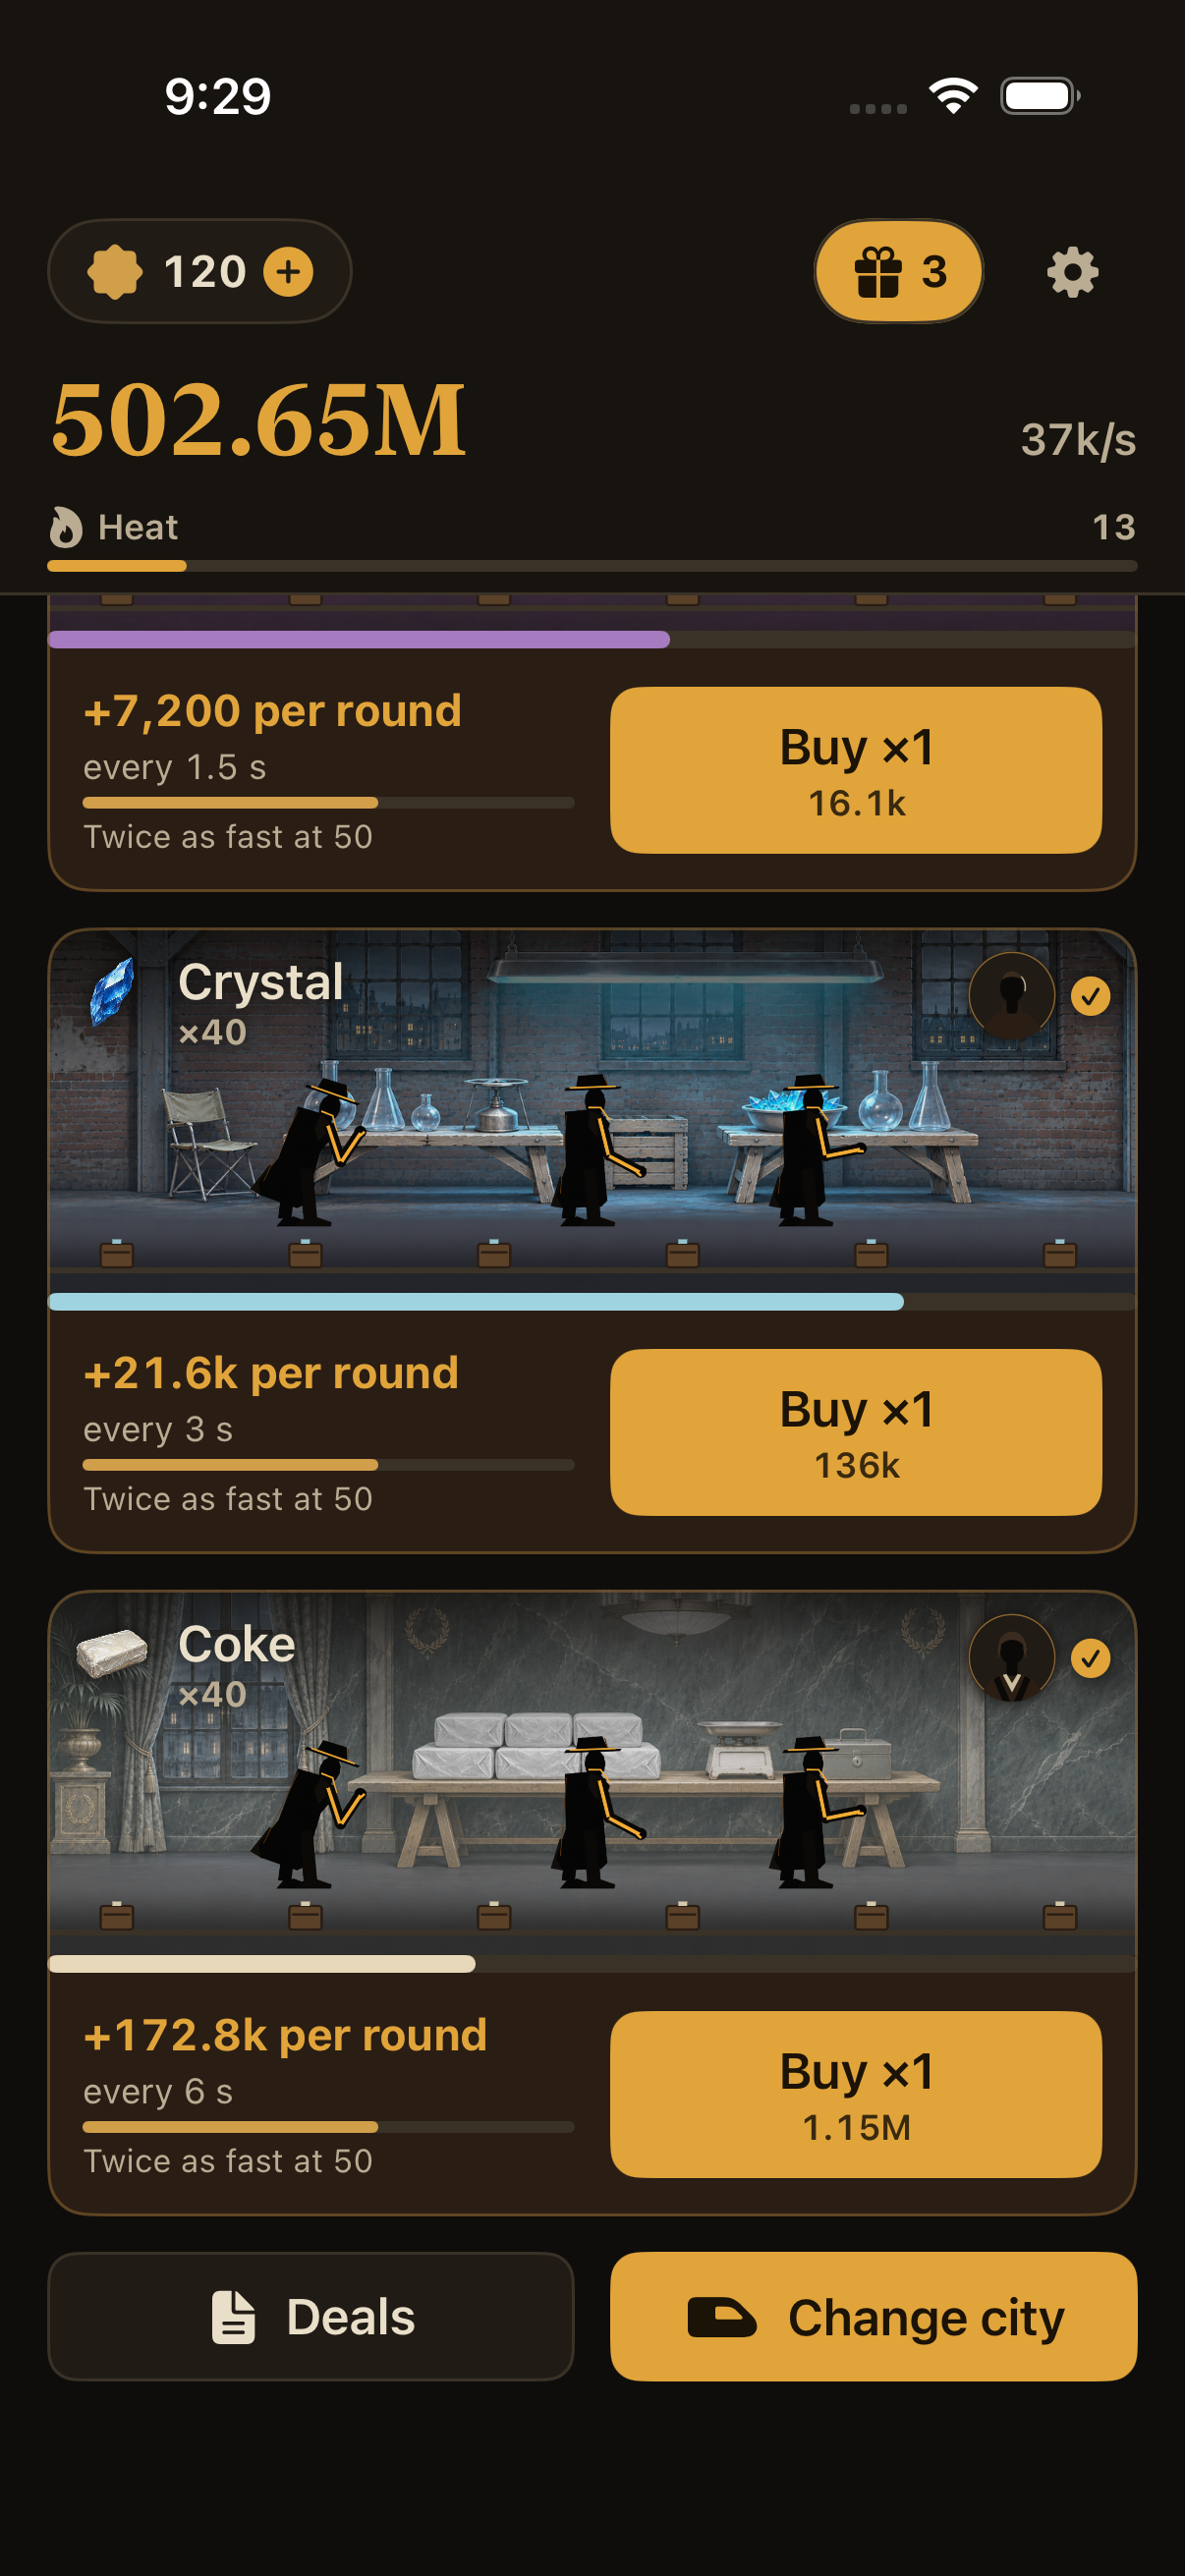 9:29
120
3
502.65M
37k/s
Heat
13
+7,200 per round
every 1.5 s
Twice as fast at 50
Buy ×1
16.1k
Crystal
×40
+21.6k per round
every 3 s
Twice as fast at 50
Buy ×1
136k
Coke
×40
+172.8k per round
every 6 s
Twice as fast at 50
Buy ×1
1.15M
Deals
Change city